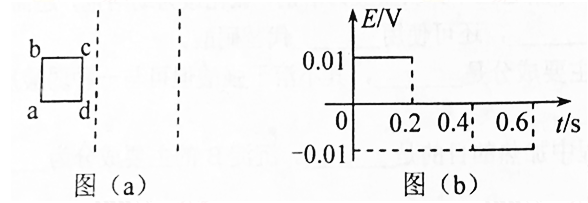 b c
a d
图（a）
E/V
0.01
0 0.2 0.4 0.6 t/s
-0.01
图（b）